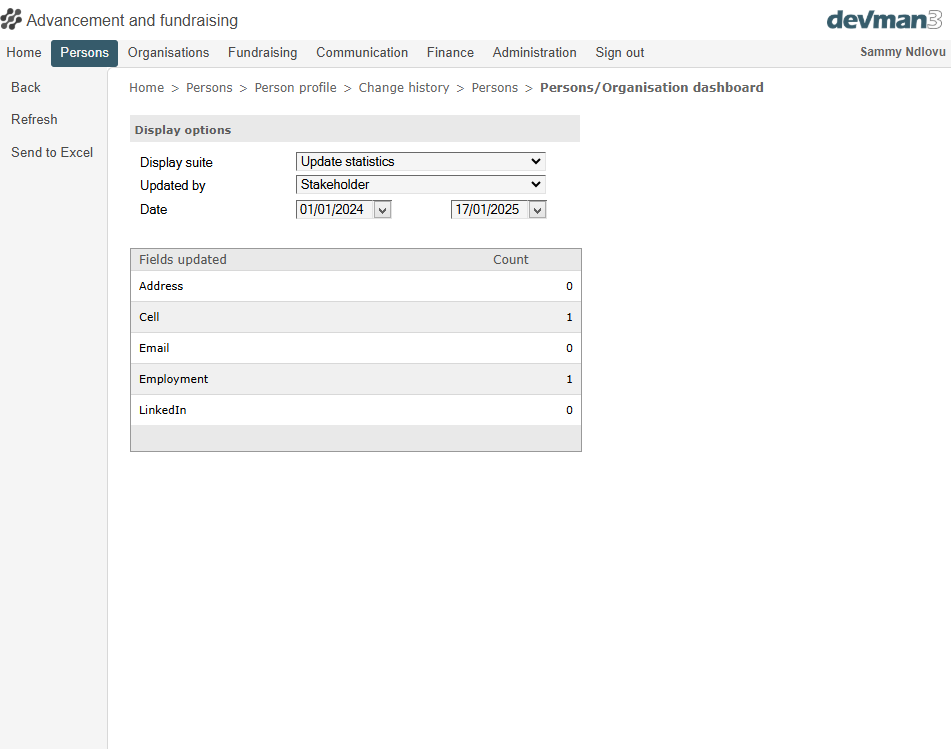 Advancement and fundraising
devman3
Home Persons Organisations Fundraising Communication Finance Administration Sign out Sammy Ndlovu
Back
Refresh
Send to Excel
Home > Persons > Person profile > Change history > Persons > Persons/Organisation dashboard
Display options
Display suite Update statistics
Updated by Stakeholder
Date 01/01/2024 17/01/2025
Fields updated Count
Address 0
Cell 1
Email 0
Employment 1
LinkedIn 0